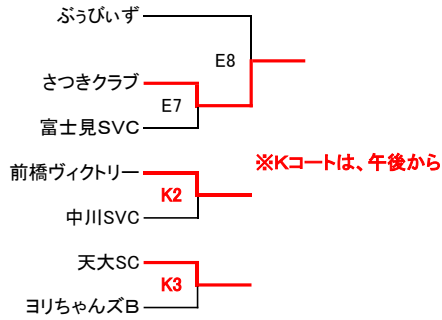 ぶぅびぃず
E8
さつきクラブ
E7
富士見SVC
前橋ヴィクトリー
※Kコートは、午後から
K2
中川SVC
天大SC
K3
ヨリちゃんズB